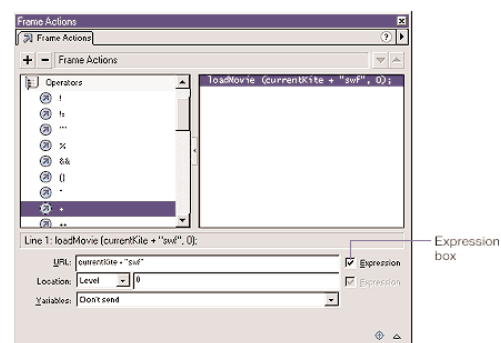 Frame Actions
Frame Actions
Frame Actions
Operators
loadMovie (currentKite + "swf", 0);
!
!=
""
%
&&
()
-
+
++
Line 1: loadMovie (currentKite + "swf", 0);
URL: currentKite + "swf"
Expression
Location: Level 0
Expression
Variables: Don't send
Expression
box